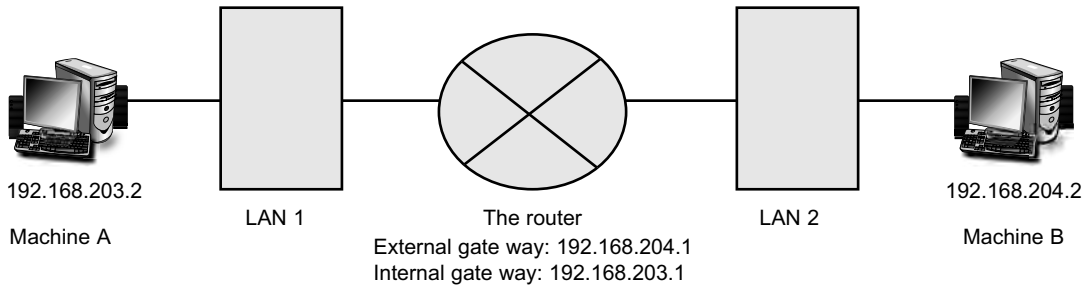 192.168.203.2
Machine A
LAN 1
The router
External gate way: 192.168.204.1
Internal gate way: 192.168.203.1
LAN 2
192.168.204.2
Machine B